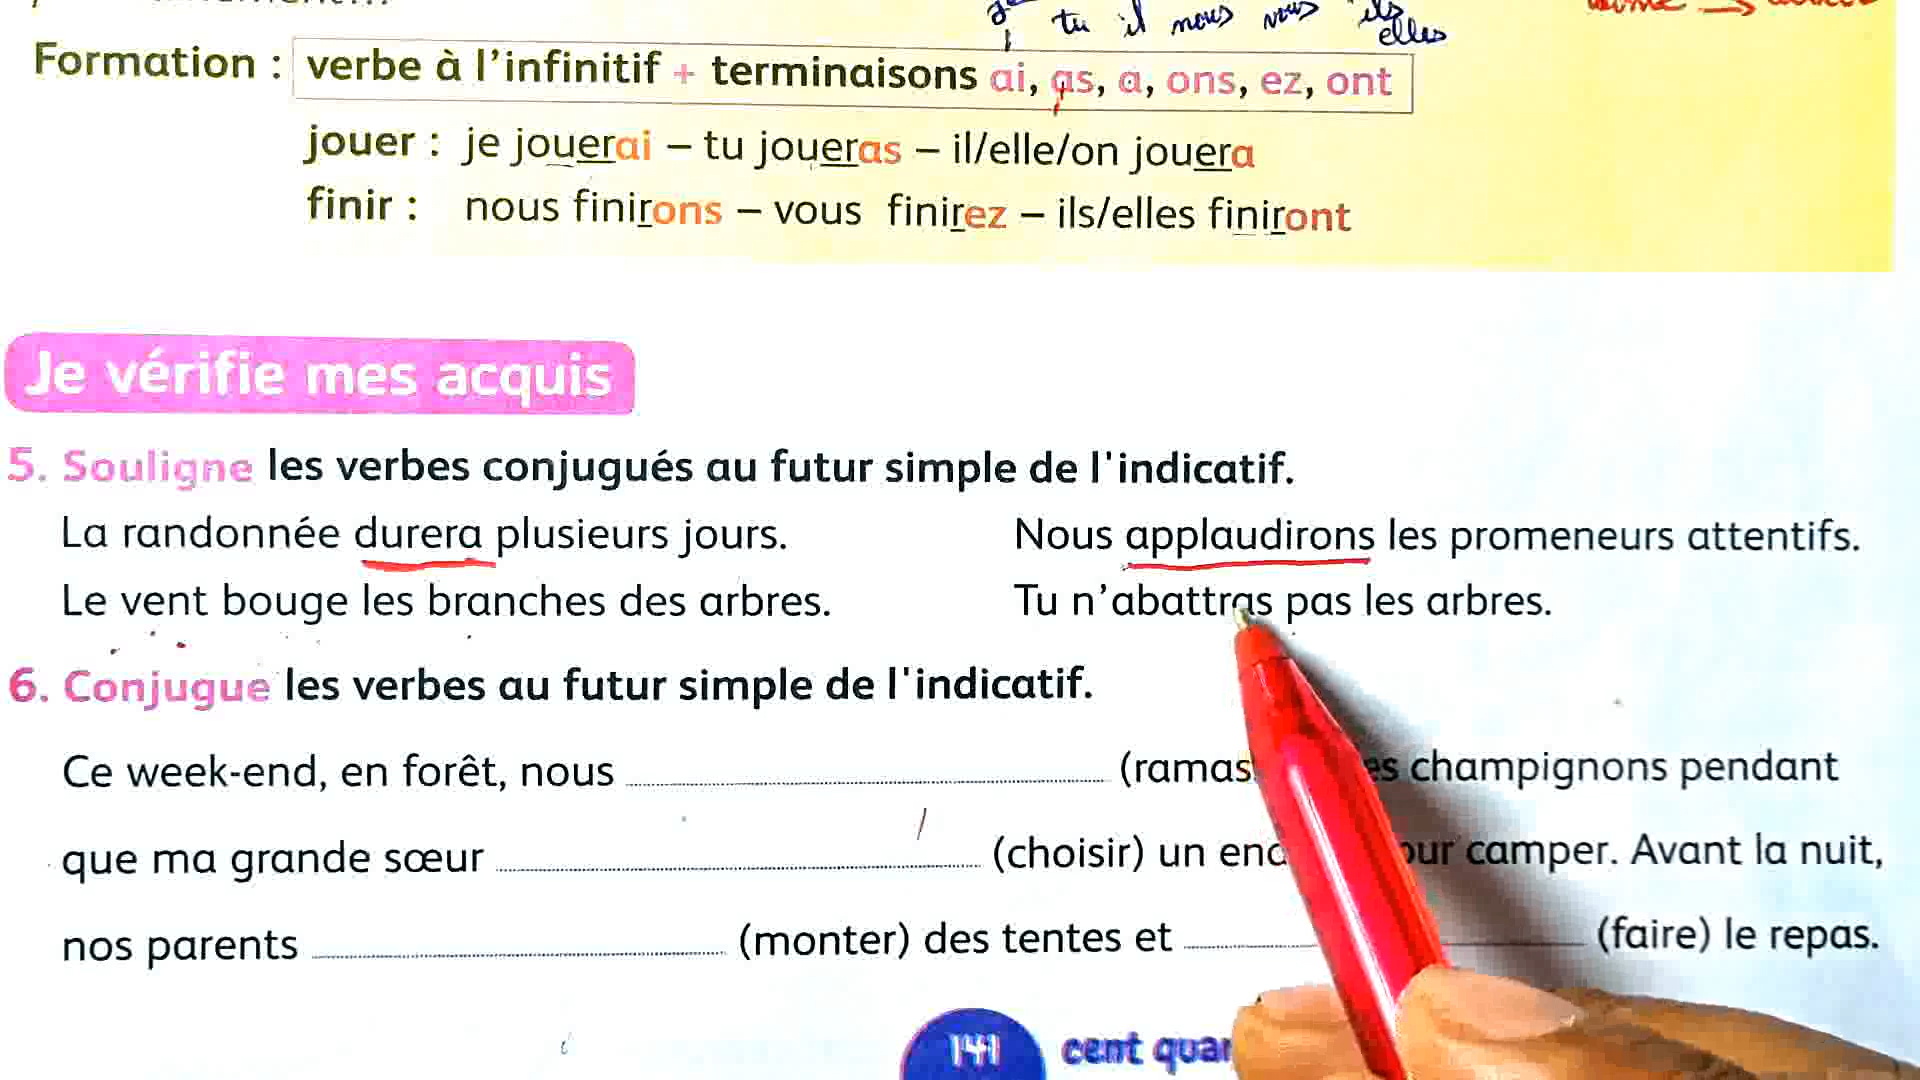 tu il nous vous ils
elles
Formation : verbe à l'infinitif + terminaisons ai, as, a, ons, ez, ont
jouer : je jouerai – tu joueras – il/elle/on jouera
finir : nous finirons – vous finirez – ils/elles finiront
Je vérifie mes acquis
5. Souligne les verbes conjugués au futur simple de l'indicatif.
La randonnée durera plusieurs jours. Nous applaudirons les promeneurs attentifs.
Le vent bouge les branches des arbres. Tu n'abattras pas les arbres.
6. Conjugue les verbes au futur simple de l'indicatif.
Ce week-end, en forêt, nous (ramas es champignons pendant
que ma grande sœur (choisir) un end our camper. Avant la nuit,
nos parents (monter) des tentes et (faire) le repas.
141 cent quar